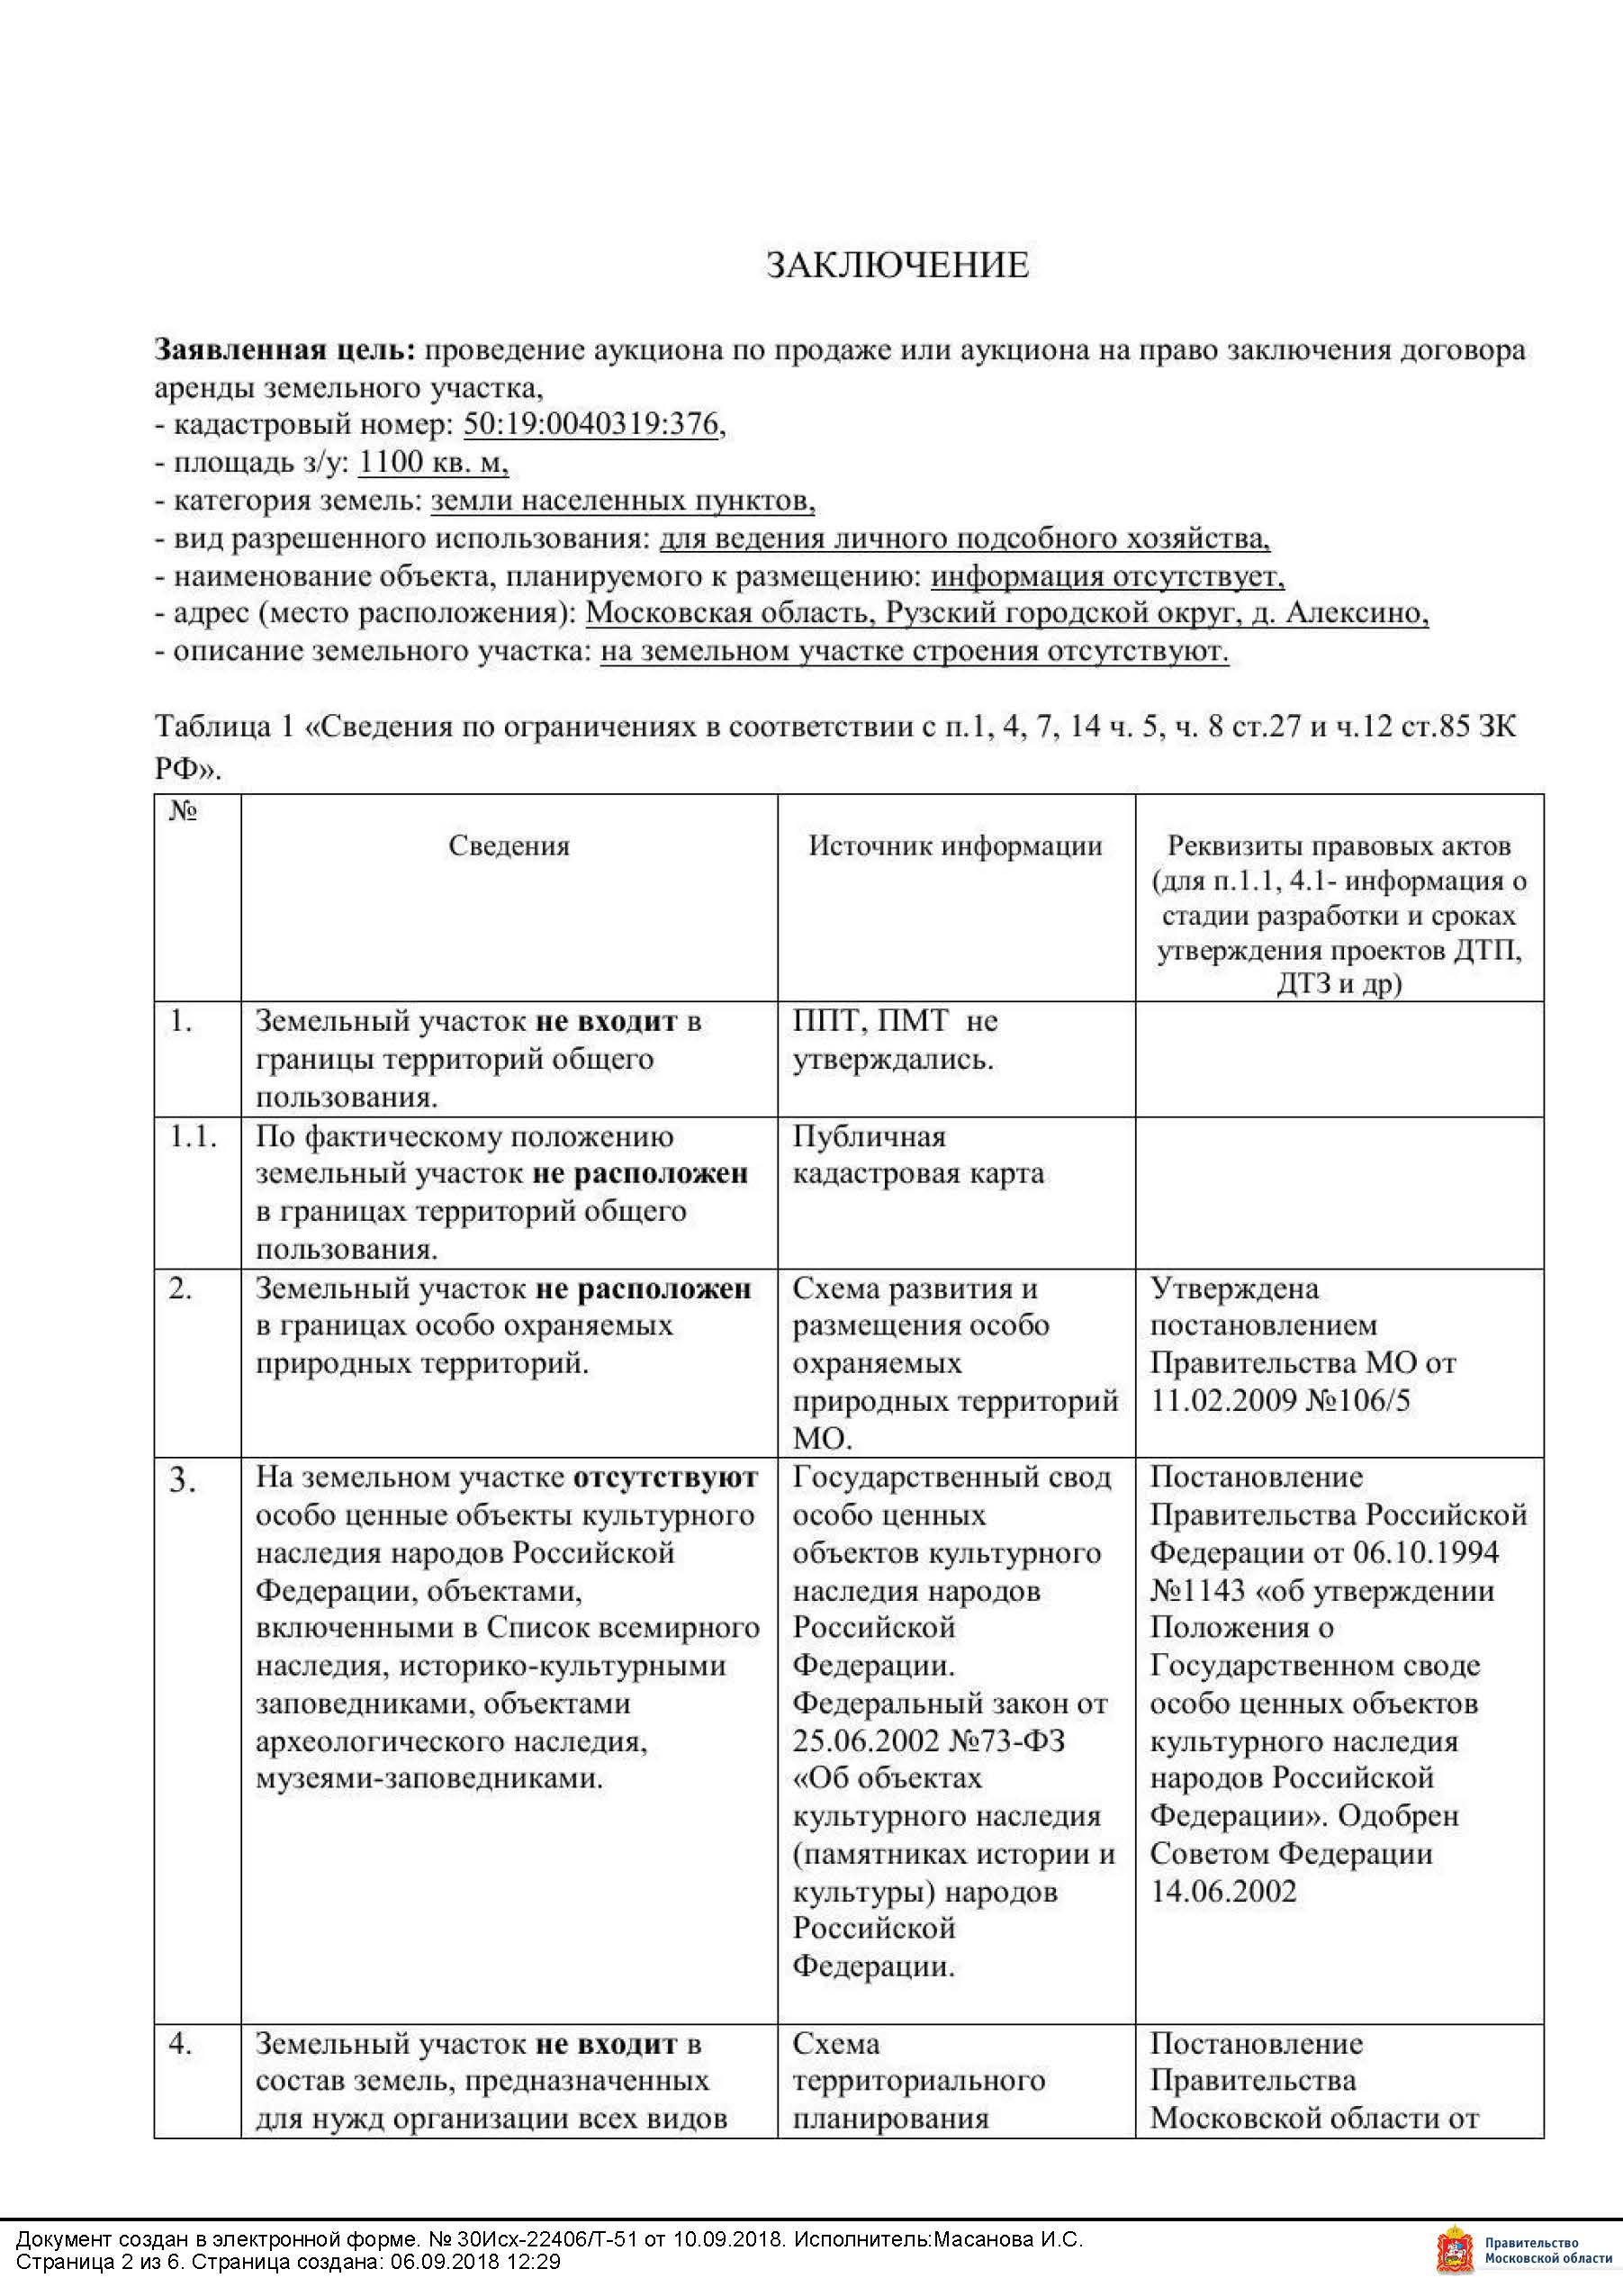 ЗАКЛЮЧЕНИЕ
Заявленная цель: проведение аукциона по продаже или аукциона на право заключения договора
аренды земельного участка,
- кадастровый номер: 50:19:0040319:376,
- площадь з/у: 1100 кв. м,
- категория земель: земли населенных пунктов,
- вид разрешенного использования: для ведения личного подсобного хозяйства,
- наименование объекта, планируемого к размещению: информация отсутствует,
- адрес (место расположения): Московская область, Рузский городской округ, д. Алексино,
- описание земельного участка: на земельном участке строения отсутствуют.
Таблица 1 «Сведения по ограничениях в соответствии с п.1, 4, 7, 14 ч. 5, ч. 8 ст.27 и ч.12 ст.85 ЗК
РФ».
№
Сведения
Источник информации
Реквизиты правовых актов
(для п.1.1, 4.1- информация о
стадии разработки и сроках
утверждения проектов ДТП,
ДТЗ и др)
1.
Земельный участок не входит в
границы территорий общего
пользования.
ППТ, ПМТ не
утверждались.
1.1.
По фактическому положению
земельный участок не расположен
в границах территорий общего
пользования.
Публичная
кадастровая карта
2.
Земельный участок не расположен
в границах особо охраняемых
природных территорий.
Схема развития и
размещения особо
охраняемых
природных территорий
МО.
Утверждена
постановлением
Правительства МО от
11.02.2009 №106/5
3.
На земельном участке отсутствуют
особо ценные объекты культурного
наследия народов Российской
Федерации, объектами,
включенными в Список всемирного
наследия, историко-культурными
заповедниками, объектами
археологического наследия,
музеями-заповедниками.
Государственный свод
особо ценных
объектов культурного
наследия народов
Российской
Федерации.
Федеральный закон от
25.06.2002 №73-ФЗ
«Об объектах
культурного наследия
(памятниках истории и
культуры) народов
Российской
Федерации.
Постановление
Правительства Российской
Федерации от 06.10.1994
№1143 «об утверждении
Положения о
Государственном своде
особо ценных объектов
культурного наследия
народов Российской
Федерации». Одобрен
Советом Федерации
14.06.2002
4.
Земельный участок не входит в
состав земель, предназначенных
для нужд организации всех видов
Схема
территориального
планирования
Постановление
Правительства
Московской области от
Документ создан в электронной форме. № 30Исх-22406/Т-51 от 10.09.2018. Исполнитель:Масанова И.С.
Страница 2 из 6. Страница создана: 06.09.2018 12:29
Правительство
Московской области